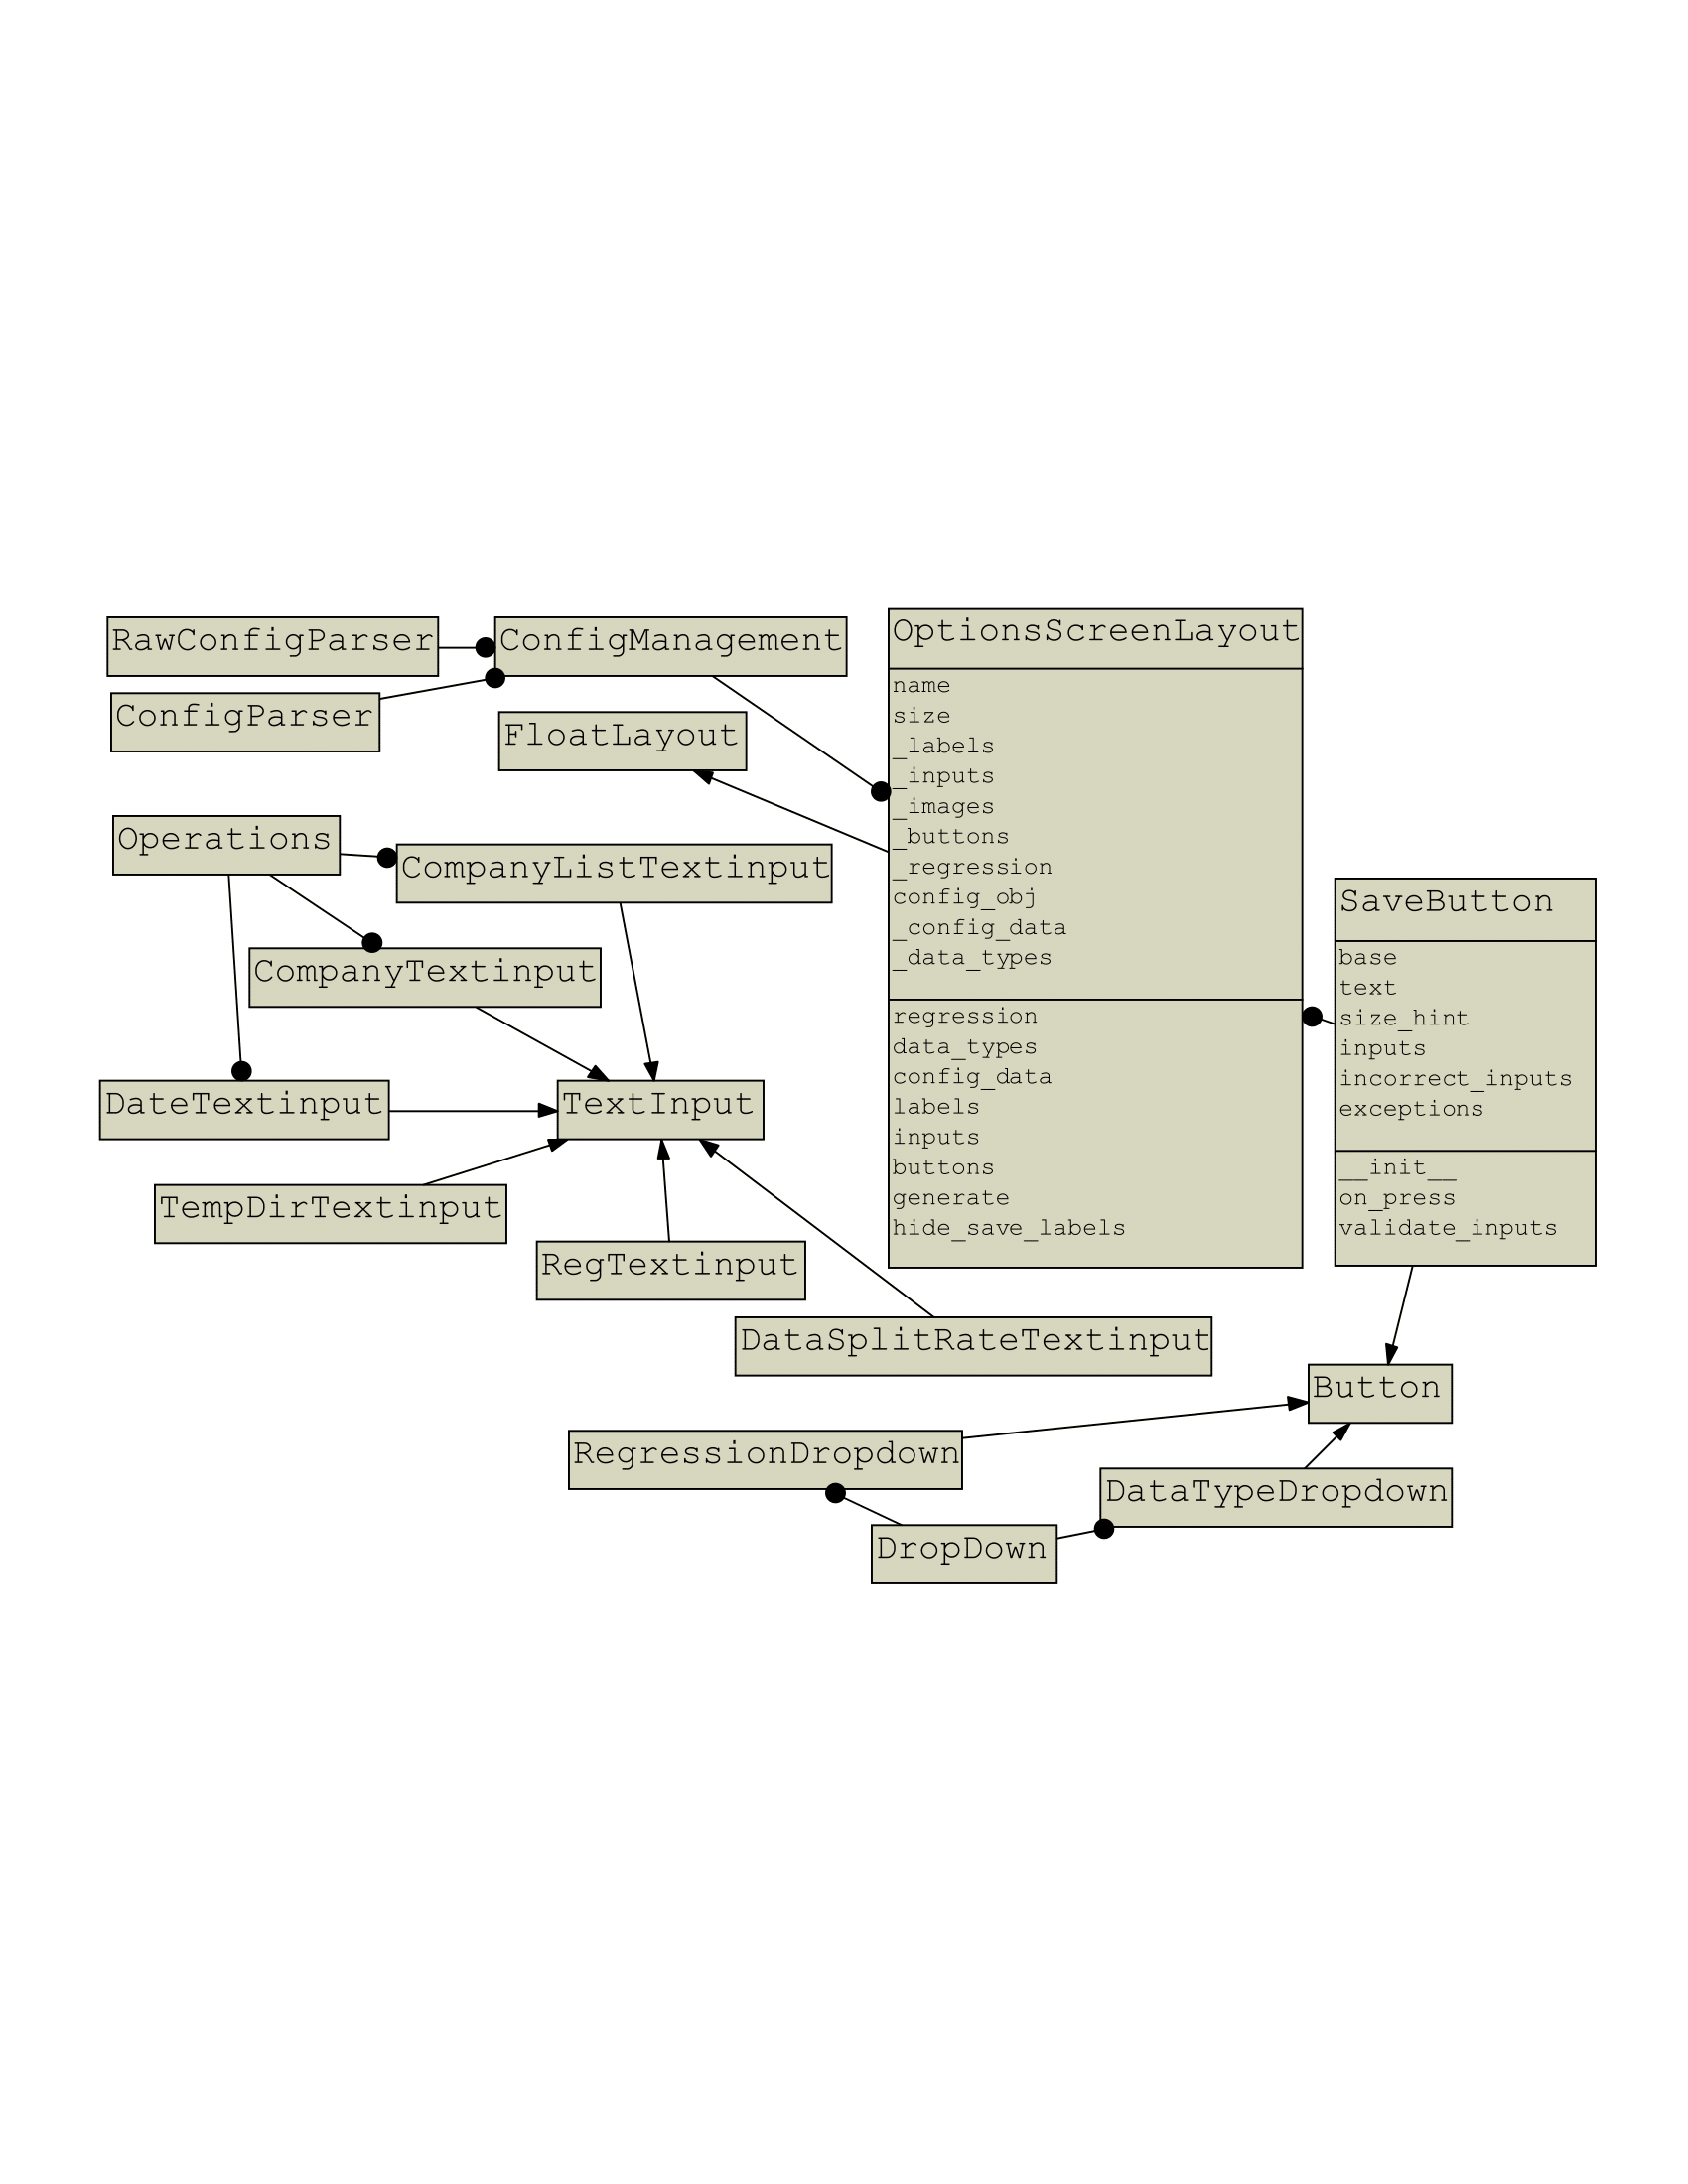 RawConfigParser
ConfigManagement
ConfigParser
FloatLayout
OptionsScreenLayout
name
size
_labels
_inputs
_images
_buttons
_regression
config_obj
_config_data
_data_types
regression
data_types
config_data
labels
inputs
buttons
generate
hide_save_labels
Operations
CompanyListTextinput
CompanyTextinput
DateTextinput
TextInput
TempDirTextinput
RegTextinput
DataSplitRateTextinput
SaveButton
base
text
size_hint
inputs
incorrect_inputs
exceptions
__init__
on_press
validate_inputs
Button
RegressionDropdown
DataTypeDropdown
DropDown